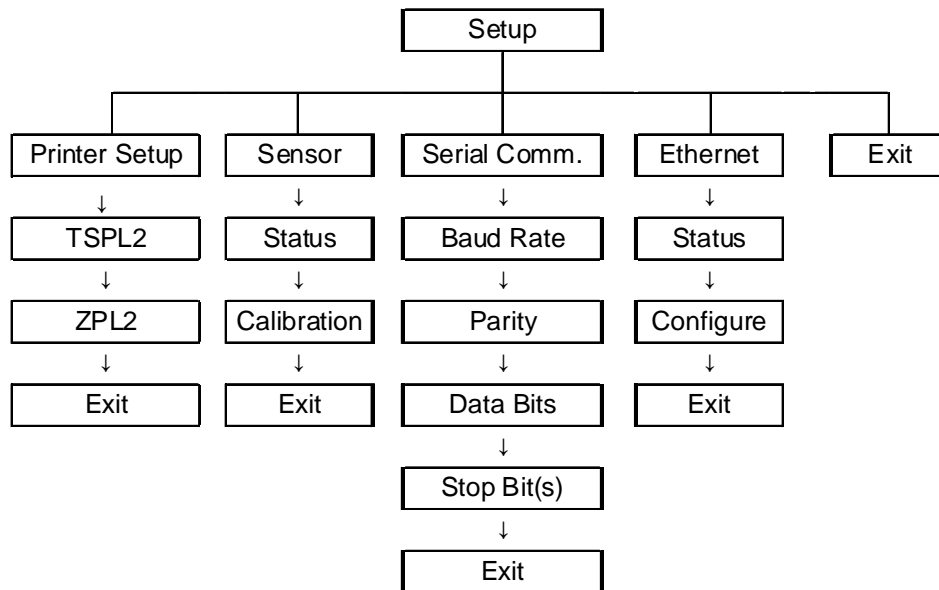 Setup
Printer Setup
Sensor
Serial Comm.
Ethernet
Exit
↓
↓
↓
↓
TSPL2
Status
Baud Rate
Status
↓
↓
↓
↓
ZPL2
Calibration
Parity
Configure
↓
↓
↓
↓
Exit
Exit
Data Bits
Exit
↓
Stop Bit(s)
↓
Exit